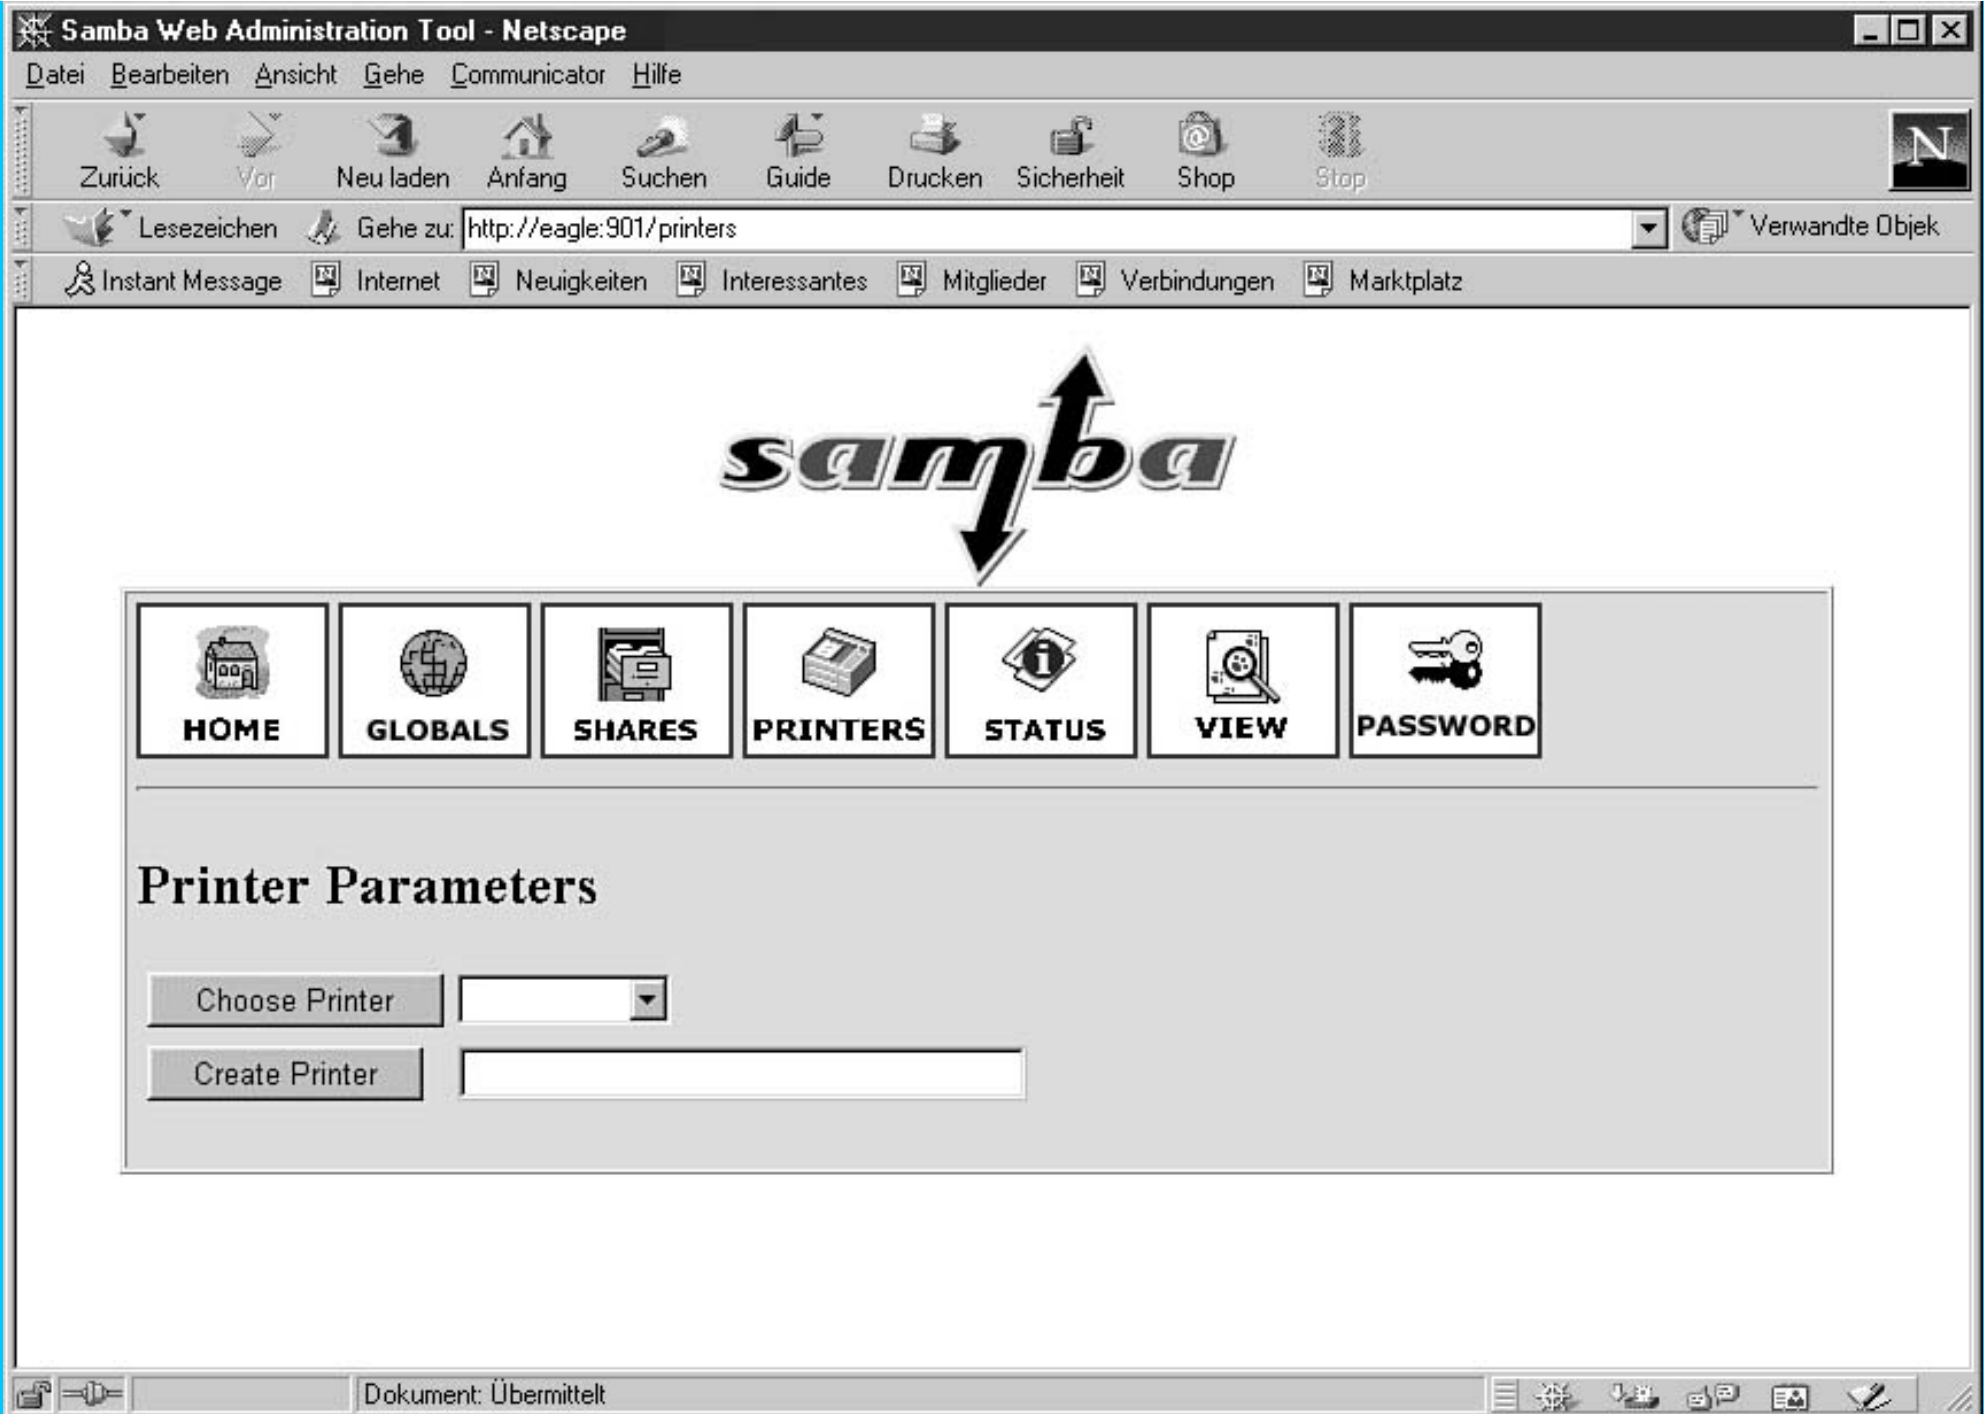 Samba Web Administration Tool - Netscape
Datei Bearbeiten Ansicht Gehe Communicator Hilfe
Zurück Vor Neu laden Anfang Suchen Guide Drucken Sicherheit Shop Stop
N
Lesezeichen Gehe zu: http://eagle:901/printers Verwandte Objek
Instant Message Internet Neuigkeiten Interessantes Mitglieder Verbindungen Marktplatz
samba
HOME GLOBALS SHARES PRINTERS STATUS VIEW PASSWORD
Printer Parameters
Choose Printer
Create Printer
Dokument: Übermittelt